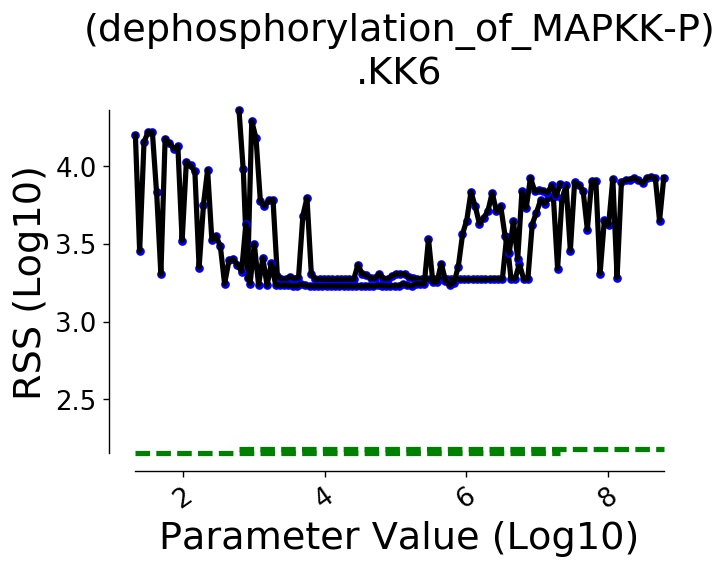 (dephosphorylation_of_MAPKK-P)
.KK6
4.0
3.5
3.0
2.5
RSS (Log10)
2
4
6
8
Parameter Value (Log10)